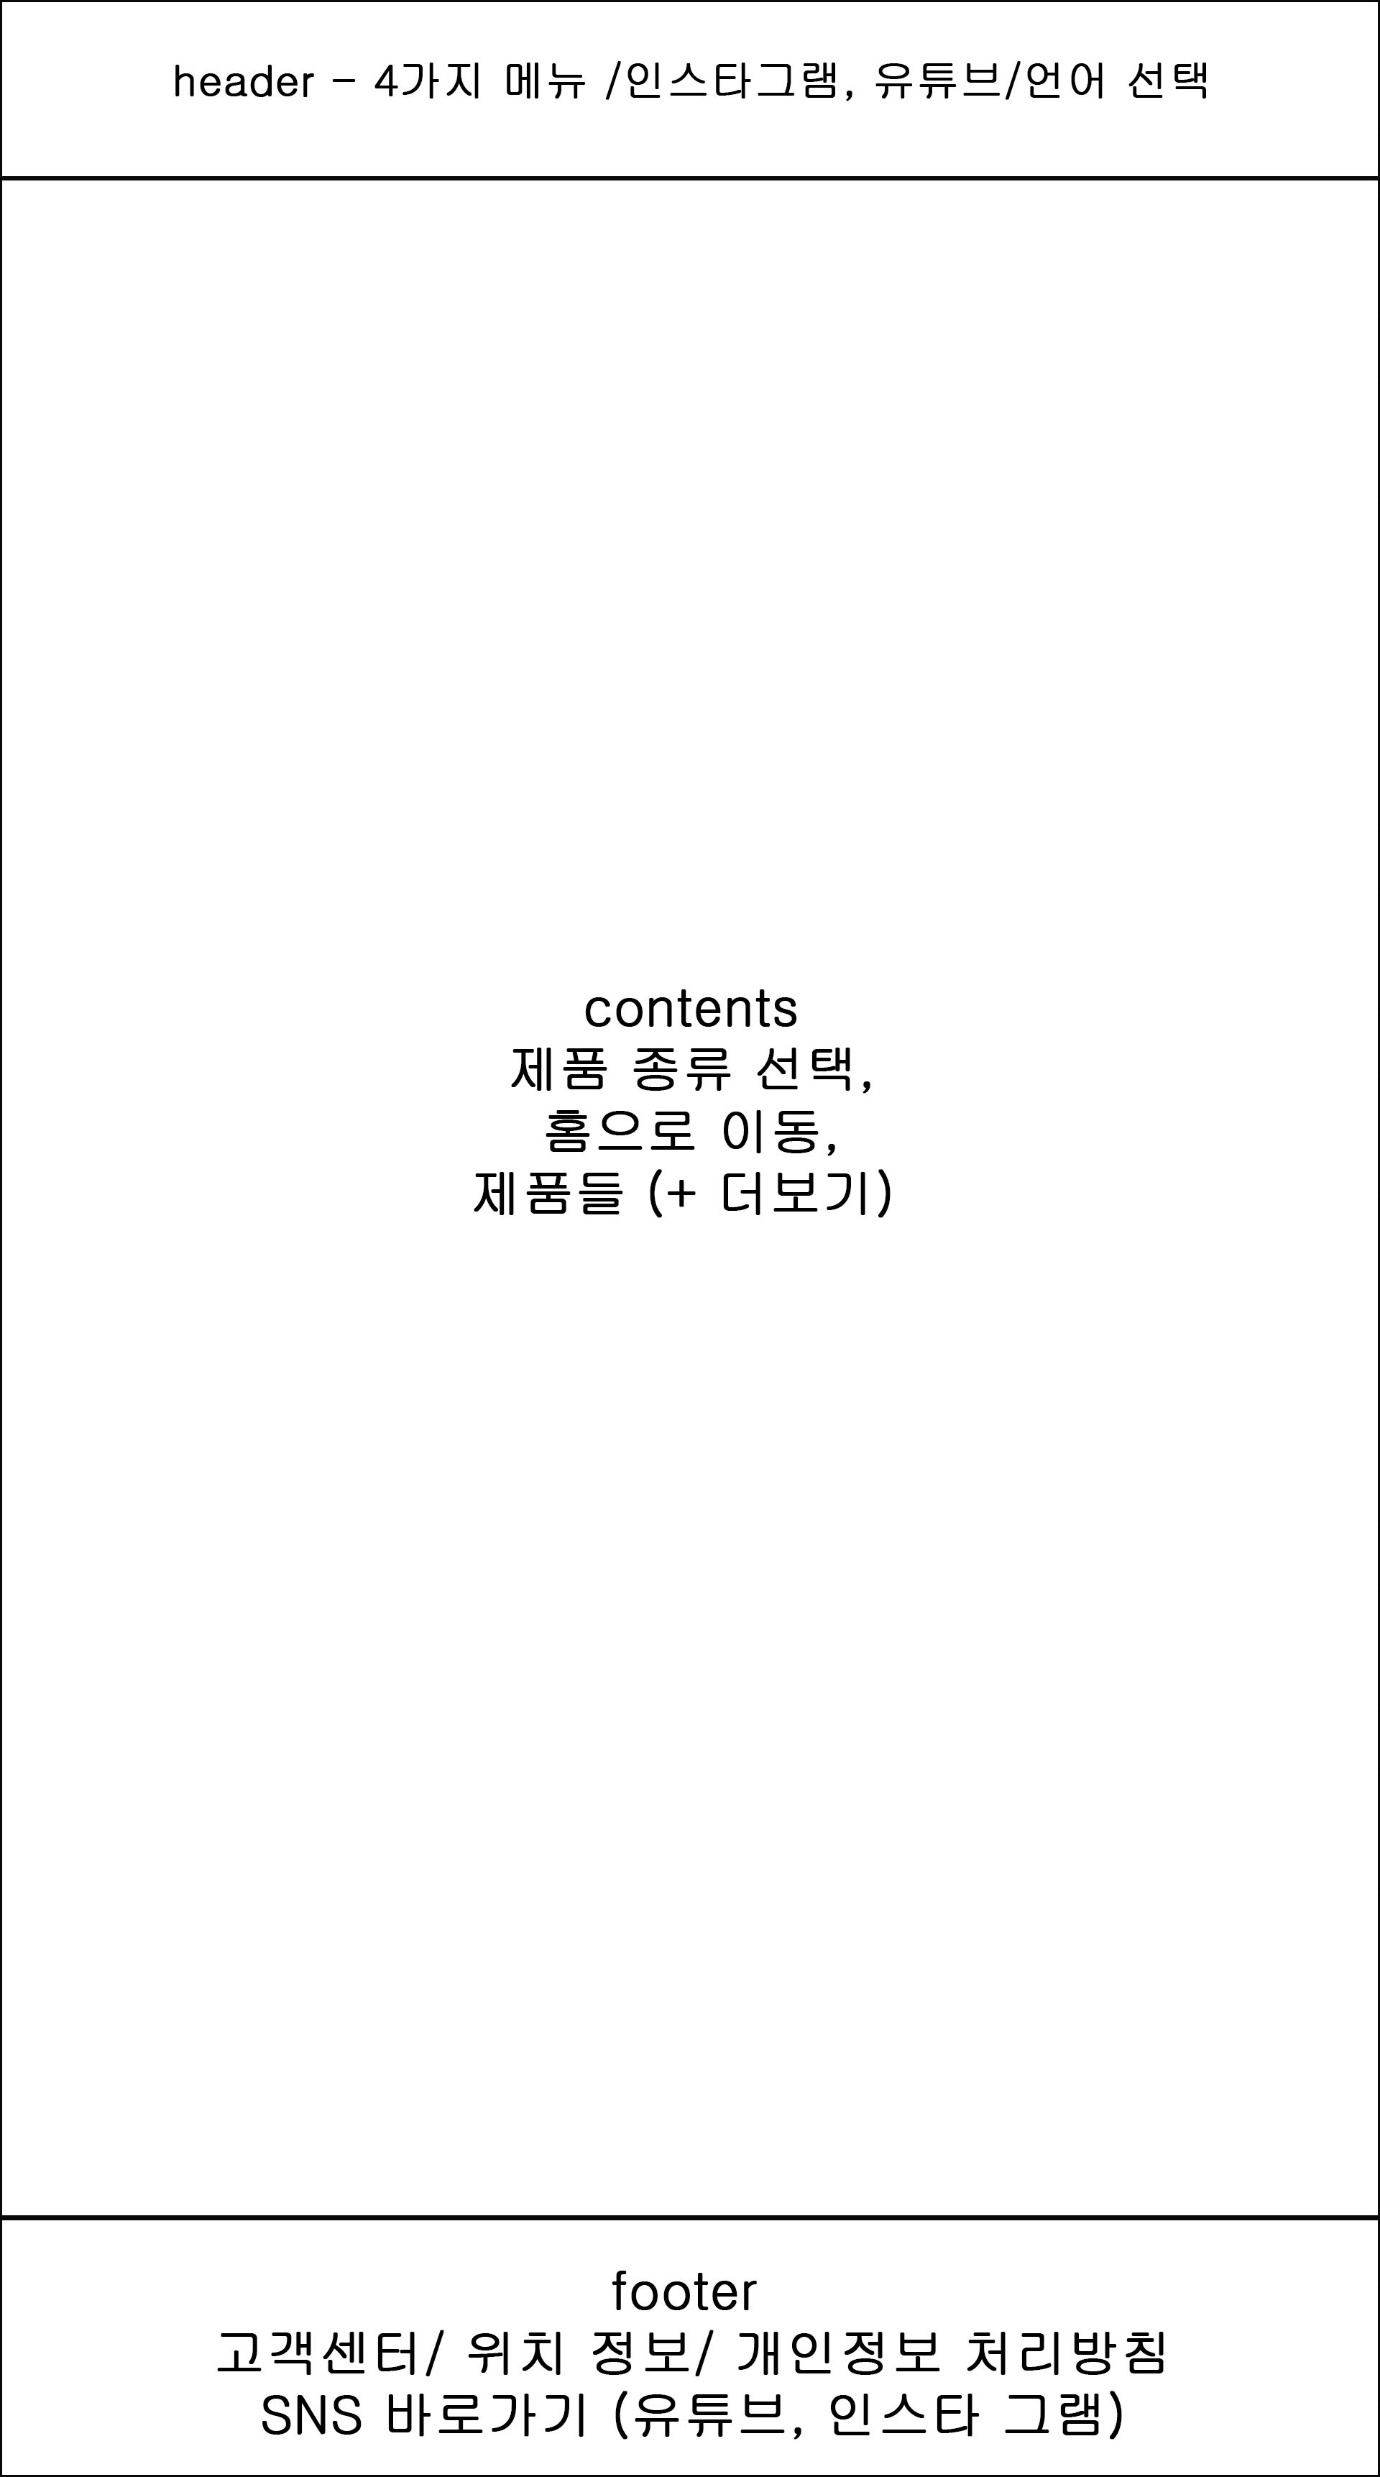 header - 4가지 메뉴 /인스타그램, 유튜브/언어 선택
contents
제품 종류 선택,
홈으로 이동,
제품들 (+ 더보기)
footer
고객센터/ 위치 정보/ 개인정보 처리방침
SNS 바로가기 (유튜브, 인스타 그램)